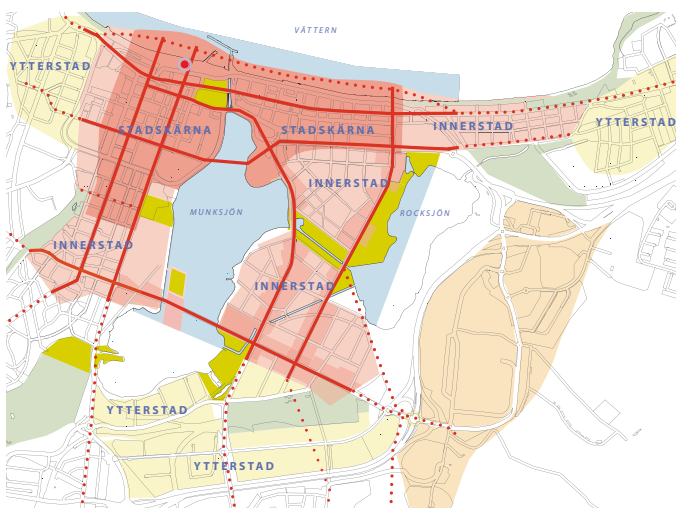 VÄTTERN
YTTERSTAD
STADSKÄRNA
STADSKÄRNA
INNERSTAD
YTTERSTAD
INNERSTAD
MUNKSJÖN
ROCKSJÖN
INNERSTAD
INNERSTAD
YTTERSTAD
YTTERSTAD